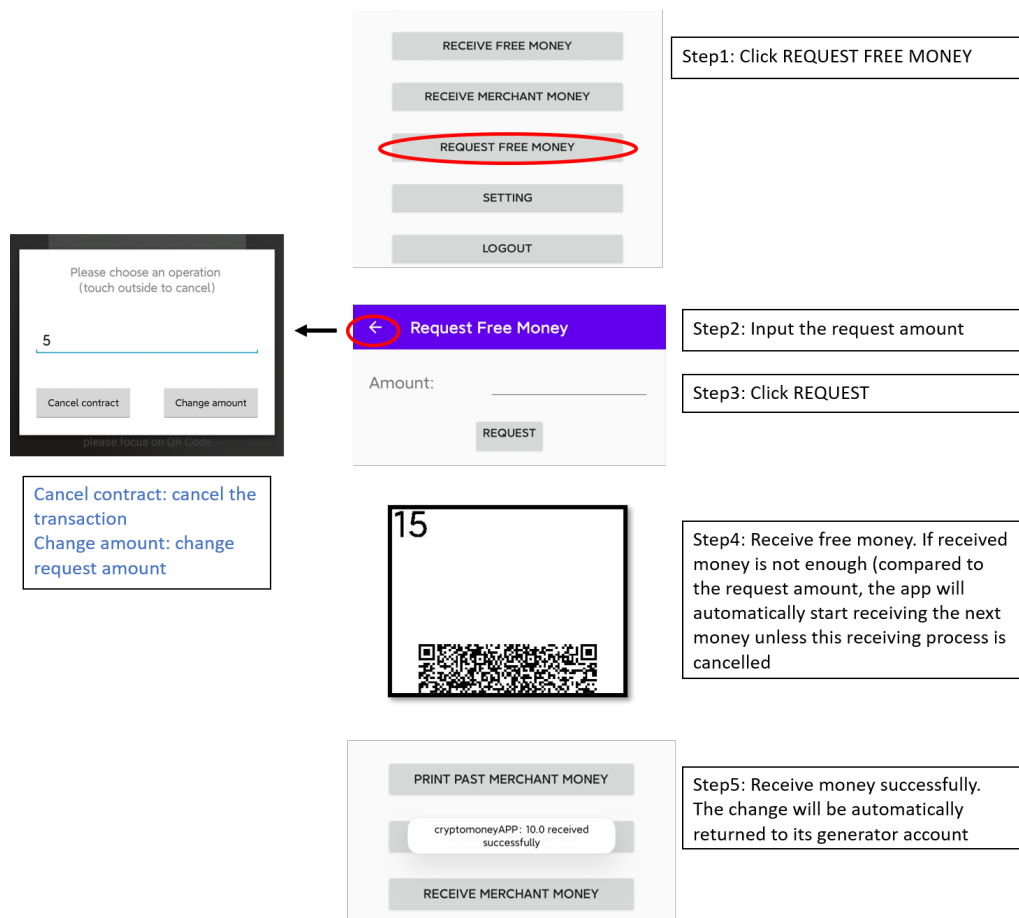 RECEIVE FREE MONEY
RECEIVE MERCHANT MONEY
REQUEST FREE MONEY
SETTING
LOGOUT
Step1: Click REQUEST FREE MONEY
Please choose an operation
(touch outside to cancel)
5
Cancel contract
Change amount
please focus on QR Code
Request Free Money
Amount:
REQUEST
Step2: Input the request amount
Step3: Click REQUEST
Cancel contract: cancel the
transaction
Change amount: change
request amount
15
Step4: Receive free money. If received
money is not enough (compared to
the request amount, the app will
automatically start receiving the next
money unless this receiving process is
cancelled
PRINT PAST MERCHANT MONEY
cryptomoneyAPP: 10.0 received
successfully
RECEIVE MERCHANT MONEY
Step5: Receive money successfully.
The change will be automatically
returned to its generator account